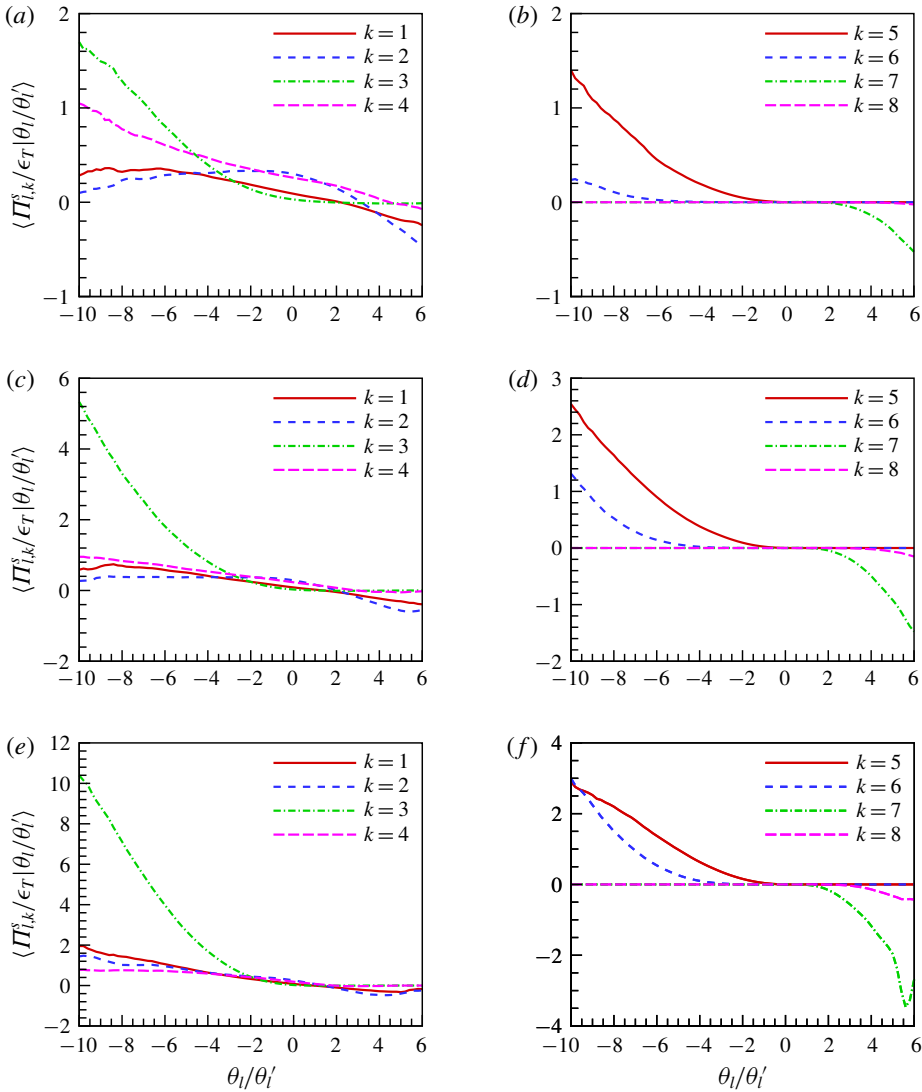 (a)
2
1
0
−1
⟨Π^s_{l,k}/ϵ_T|θ_l/θ_l′⟩
k = 1
k = 2
k = 3
k = 4
−10 −8 −6 −4 −2 0 2 4 6
(b)
2
1
0
−1
k = 5
k = 6
k = 7
k = 8
−10 −8 −6 −4 −2 0 2 4 6
(c)
6
4
2
0
−2
⟨Π^s_{l,k}/ϵ_T|θ_l/θ_l′⟩
k = 1
k = 2
k = 3
k = 4
−10 −8 −6 −4 −2 0 2 4 6
(d)
3
2
1
0
−1
−2
k = 5
k = 6
k = 7
k = 8
−10 −8 −6 −4 −2 0 2 4 6
(e)
12
10
8
6
4
2
0
−2
⟨Π^s_{l,k}/ϵ_T|θ_l/θ_l′⟩
k = 1
k = 2
k = 3
k = 4
−10 −8 −6 −4 −2 0 2 4 6
θ_l/θ_l′
(f)
4
2
0
−2
−4
k = 5
k = 6
k = 7
k = 8
−10 −8 −6 −4 −2 0 2 4 6
θ_l/θ_l′